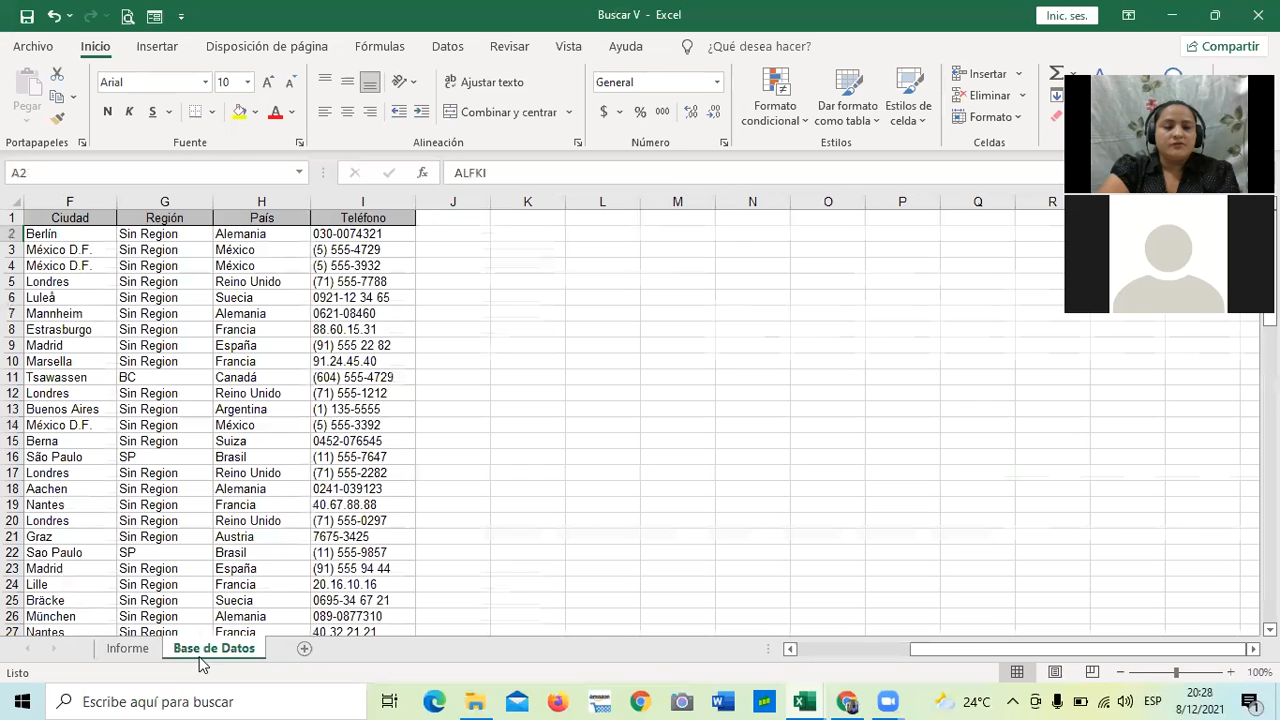 Buscar V - Excel
Inic. ses.
Archivo Inicio Insertar Disposición de página Fórmulas Datos Revisar Vista Ayuda ¿Qué desea hacer? Compartir
Pegar
Arial 10
N K S
Ajustar texto
Combinar y centrar
General
$ % 000
Formato condicional
Dar formato como tabla
Estilos de celda
Insertar
Eliminar
Formato
Portapapeles Fuente Alineación Número Estilos Celdas
A2 fx ALFKI
F G H I J K L M N O P Q R
1 Ciudad Región País Teléfono
2 Berlín Sin Region Alemania 030-0074321
3 México D.F. Sin Region México (5) 555-4729
4 México D.F. Sin Region México (5) 555-3932
5 Londres Sin Region Reino Unido (71) 555-7788
6 Luleå Sin Region Suecia 0921-12 34 65
7 Mannheim Sin Region Alemania 0621-08460
8 Estrasburgo Sin Region Francia 88.60.15.31
9 Madrid Sin Region España (91) 555 22 82
10 Marsella Sin Region Francia 91.24.45.40
11 Tsawassen BC Canadá (604) 555-4729
12 Londres Sin Region Reino Unido (71) 555-1212
13 Buenos Aires Sin Region Argentina (1) 135-5555
14 México D.F. Sin Region México (5) 555-3392
15 Berna Sin Region Suiza 0452-076545
16 São Paulo SP Brasil (11) 555-7647
17 Londres Sin Region Reino Unido (71) 555-2282
18 Aachen Sin Region Alemania 0241-039123
19 Nantes Sin Region Francia 40.67.88.88
20 Londres Sin Region Reino Unido (71) 555-0297
21 Graz Sin Region Austria 7675-3425
22 Sao Paulo SP Brasil (11) 555-9857
23 Madrid Sin Region España (91) 555 94 44
24 Lille Sin Region Francia 20.16.10.16
25 Bräcke Sin Region Suecia 0695-34 67 21
26 München Sin Region Alemania 089-0877310
27 Nantes Sin Region Francia 40.32.21.21
Informe Base de Datos
Listo 100%
Escribe aquí para buscar
24°C ESP
20:28
8/12/2021